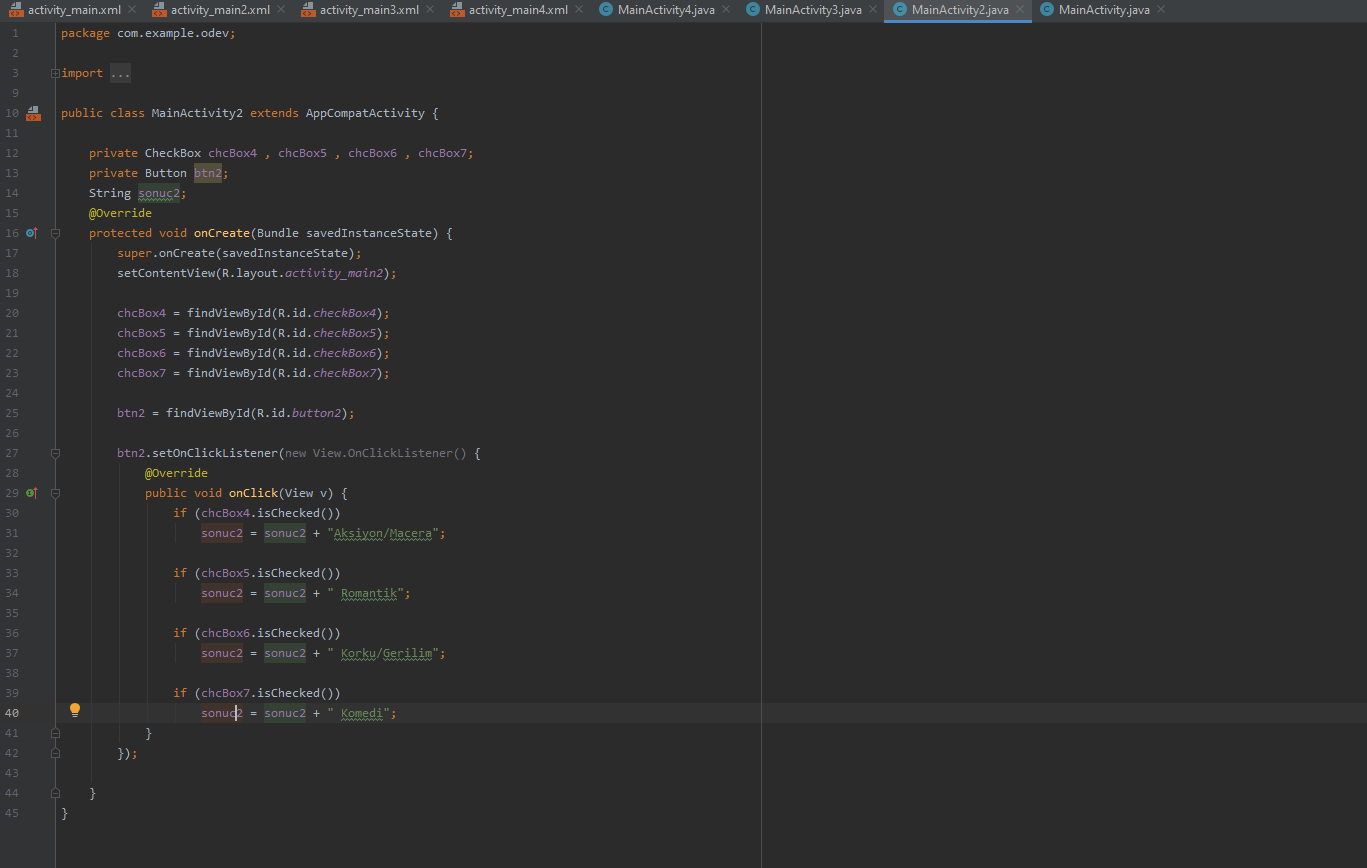 activity_main.xml activity_main2.xml activity_main3.xml activity_main4.xml MainActivity4.java MainActivity3.java MainActivity2.java MainActivity.java
1 package com.example.odev;
2
3 import ...
9
10 public class MainActivity2 extends AppCompatActivity {
11
12 private CheckBox chcBox4 , chcBox5 , chcBox6 , chcBox7;
13 private Button btn2;
14 String sonuc2;
15 @Override
16 protected void onCreate(Bundle savedInstanceState) {
17 super.onCreate(savedInstanceState);
18 setContentView(R.layout.activity_main2);
19
20 chcBox4 = findViewById(R.id.checkBox4);
21 chcBox5 = findViewById(R.id.checkBox5);
22 chcBox6 = findViewById(R.id.checkBox6);
23 chcBox7 = findViewById(R.id.checkBox7);
24
25 btn2 = findViewById(R.id.button2);
26
27 btn2.setOnClickListener(new View.OnClickListener() {
28 @Override
29 public void onClick(View v) {
30 if (chcBox4.isChecked())
31 sonuc2 = sonuc2 + "Aksiyon/Macera";
32
33 if (chcBox5.isChecked())
34 sonuc2 = sonuc2 + " Romantik";
35
36 if (chcBox6.isChecked())
37 sonuc2 = sonuc2 + " Korku/Gerilim";
38
39 if (chcBox7.isChecked())
40 sonuc2 = sonuc2 + " Komedi";
41 }
42 });
43
44 }
45 }